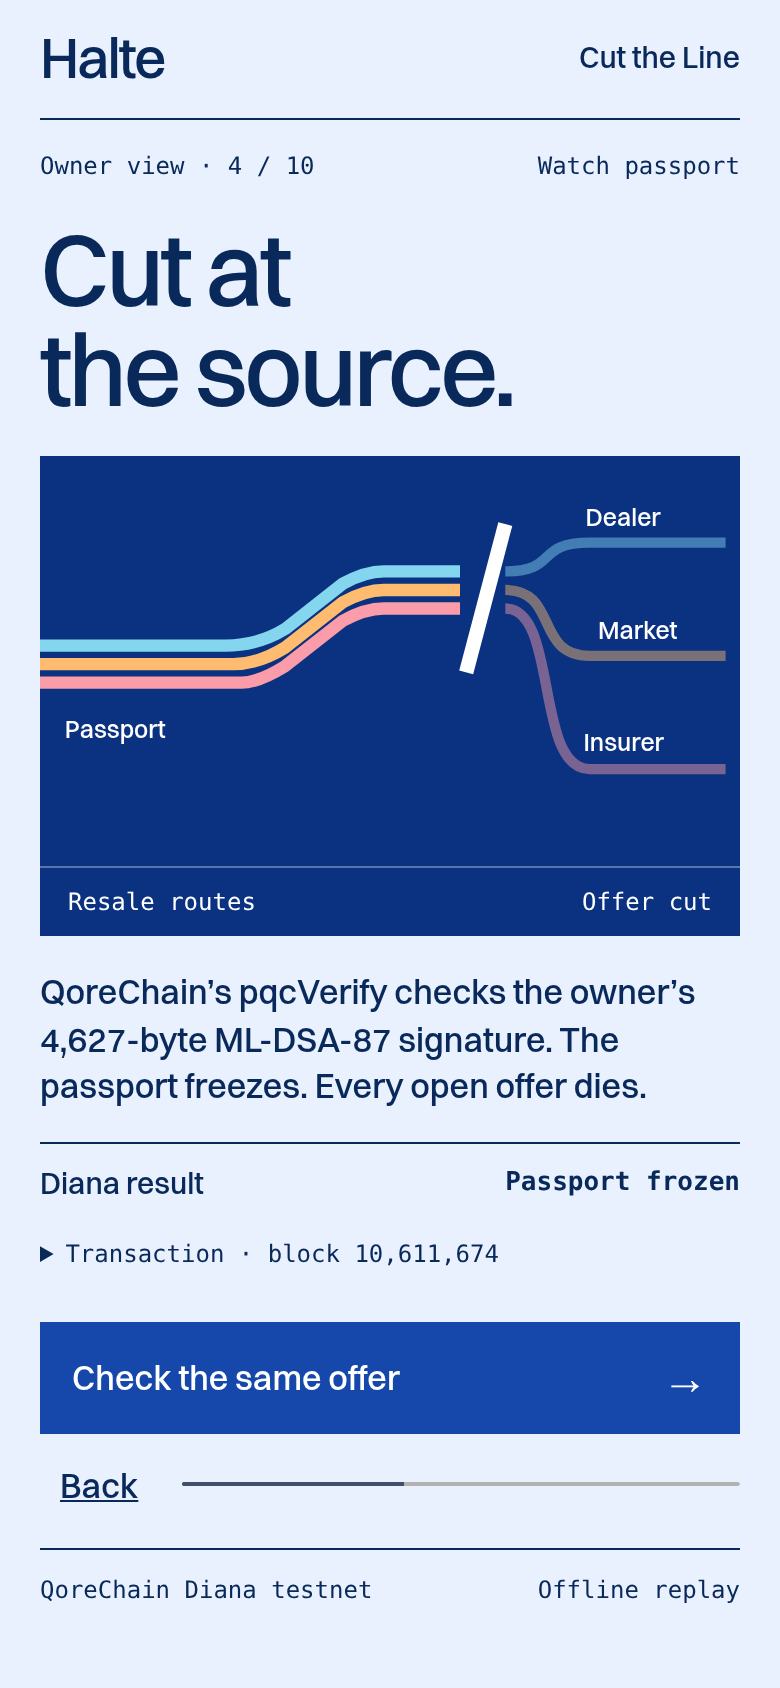 Halte
Cut the Line
Owner view · 4 / 10
Watch passport
Cut at
the source.
Dealer
Market
Passport
Insurer
Resale routes
Offer cut
QoreChain’s pqcVerify checks the owner’s
4,627-byte ML-DSA-87 signature. The
passport freezes. Every open offer dies.
Diana result
Passport frozen
Transaction · block 10,611,674
Check the same offer →
Back
QoreChain Diana testnet
Offline replay